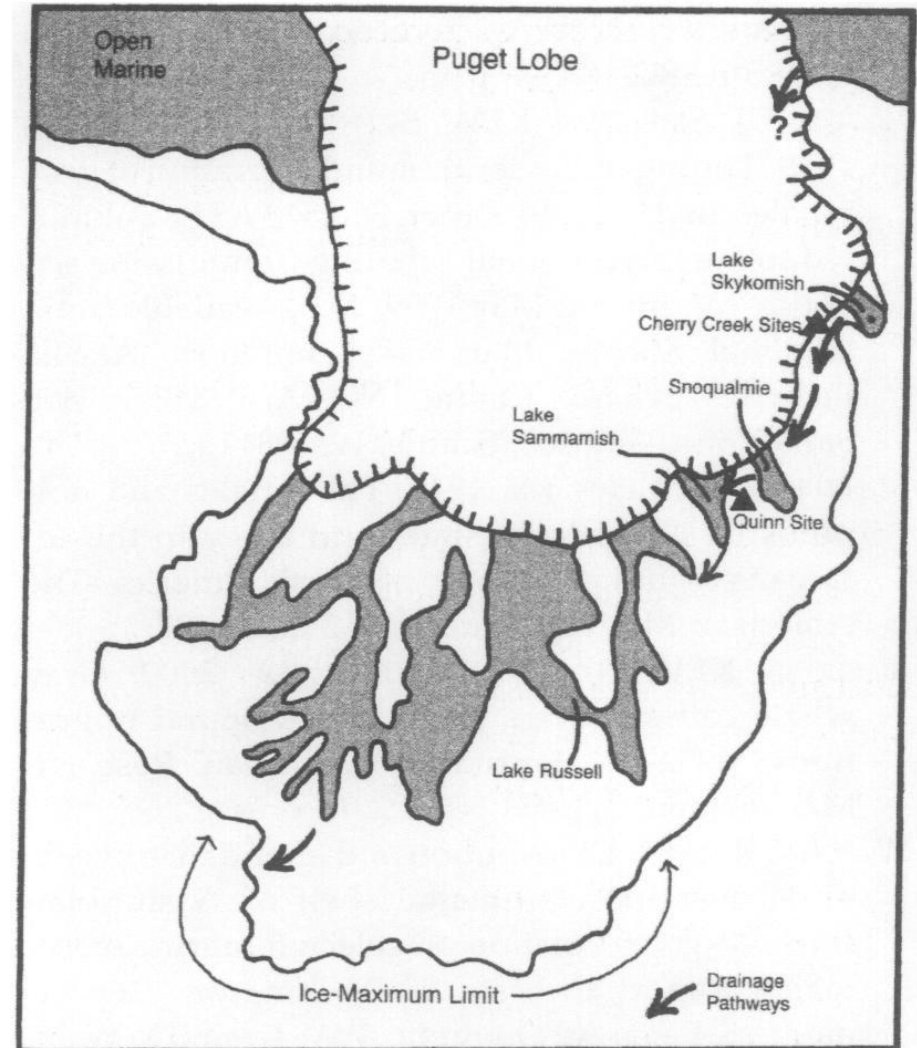 Open
Marine
Puget Lobe
?
Lake
Skykomish
Cherry Creek Sites
Snoqualmie
Lake
Sammamish
Quinn Site
Lake Russell
Ice-Maximum Limit
Drainage
Pathways